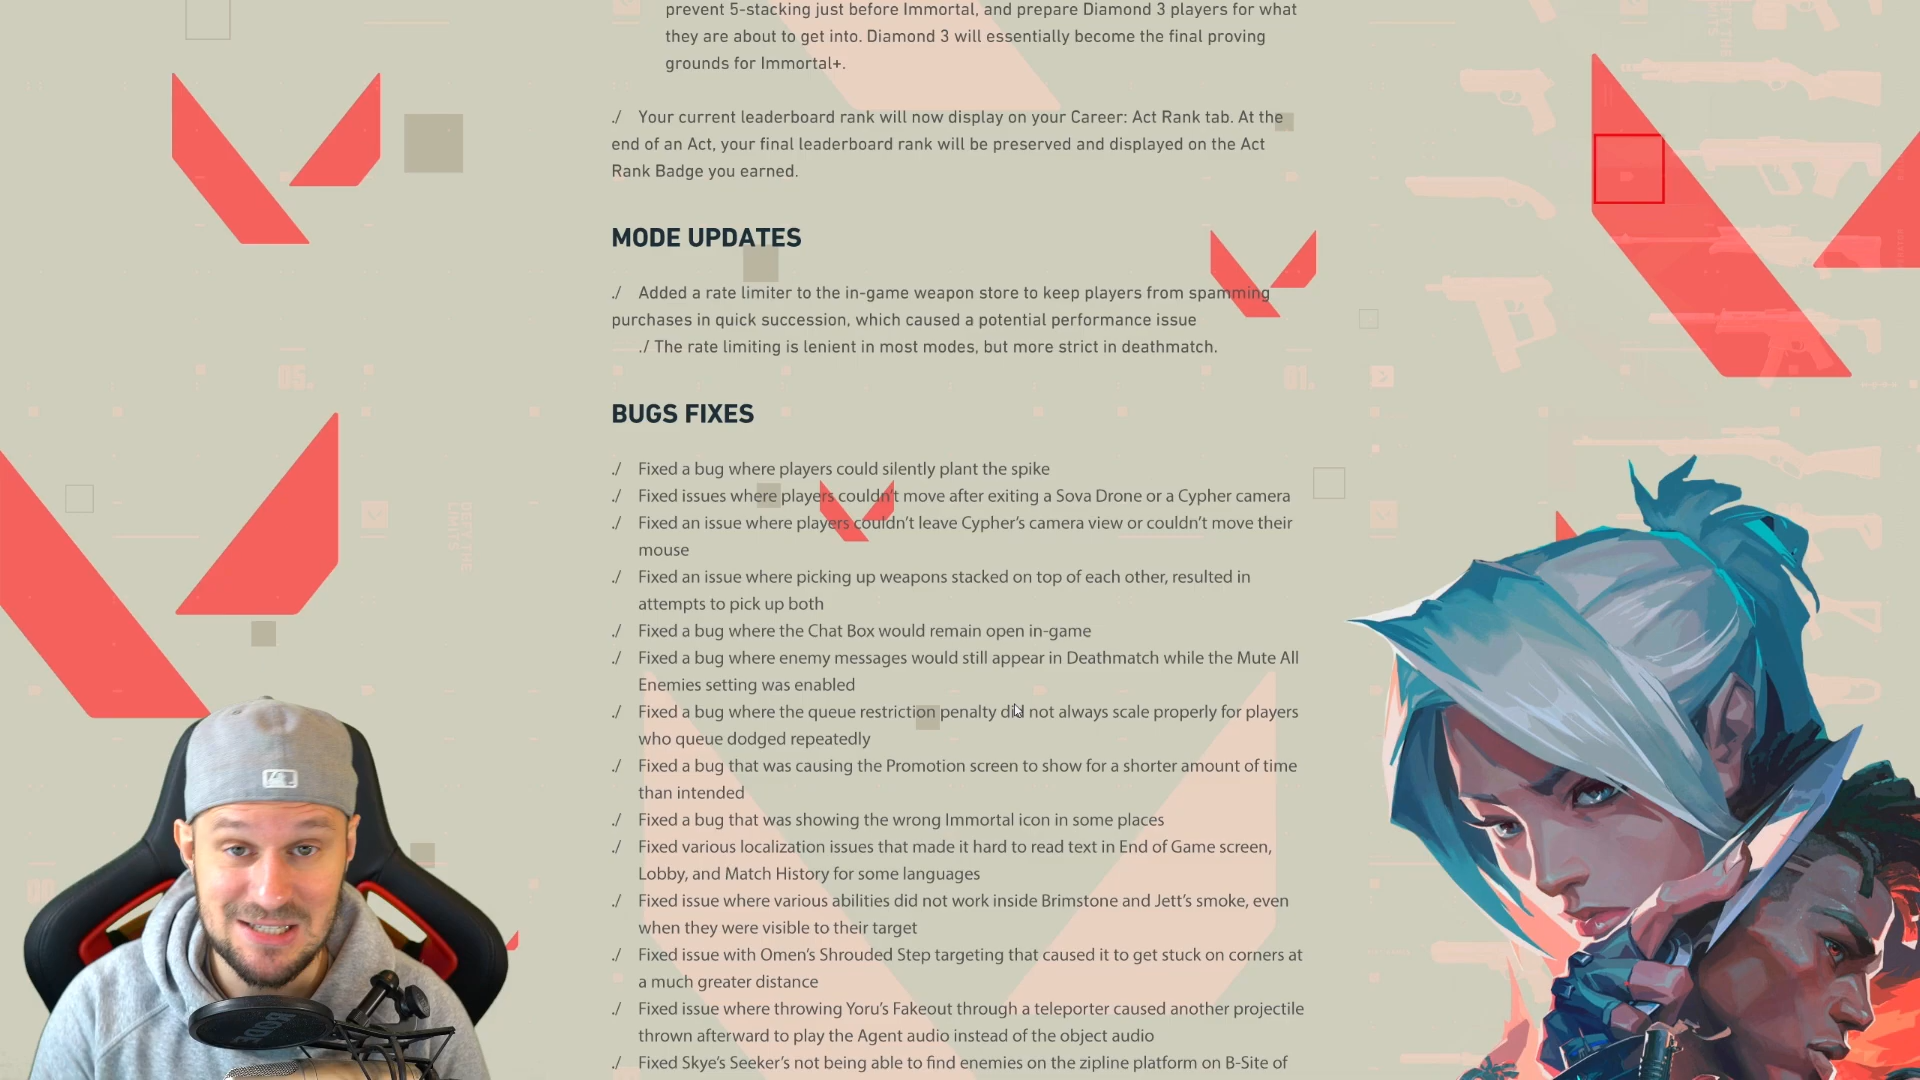 prevent 5-stacking just before Immortal, and prepare Diamond 3 players for what
they are about to get into. Diamond 3 will essentially become the final proving
grounds for Immortal+.
./ Your current leaderboard rank will now display on your Career: Act Rank tab. At the
end of an Act, your final leaderboard rank will be preserved and displayed on the Act
Rank Badge you earned.
MODE UPDATES
./ Added a rate limiter to the in-game weapon store to keep players from spamming
purchases in quick succession, which caused a potential performance issue
./ The rate limiting is lenient in most modes, but more strict in deathmatch.
05.
01.
BUGS FIXES
./ Fixed a bug where players could silently plant the spike
./ Fixed issues where players couldn't move after exiting a Sova Drone or a Cypher camera
./ Fixed an issue where players couldn't leave Cypher's camera view or couldn't move their
mouse
./ Fixed an issue where picking up weapons stacked on top of each other, resulted in
attempts to pick up both
./ Fixed a bug where the Chat Box would remain open in-game
./ Fixed a bug where enemy messages would still appear in Deathmatch while the Mute All
Enemies setting was enabled
./ Fixed a bug where the queue restriction penalty did not always scale properly for players
who queue dodged repeatedly
./ Fixed a bug that was causing the Promotion screen to show for a shorter amount of time
than intended
./ Fixed a bug that was showing the wrong Immortal icon in some places
./ Fixed various localization issues that made it hard to read text in End of Game screen,
Lobby, and Match History for some languages
./ Fixed issue where various abilities did not work inside Brimstone and Jett's smoke, even
when they were visible to their target
./ Fixed issue with Omen's Shrouded Step targeting that caused it to get stuck on corners at
a much greater distance
./ Fixed issue where throwing Yoru's Fakeout through a teleporter caused another projectile
thrown afterward to play the Agent audio instead of the object audio
./ Fixed Skye's Seeker's not being able to find enemies on the zipline platform on B-Site of
DEFY THE
LIMITS
RODE